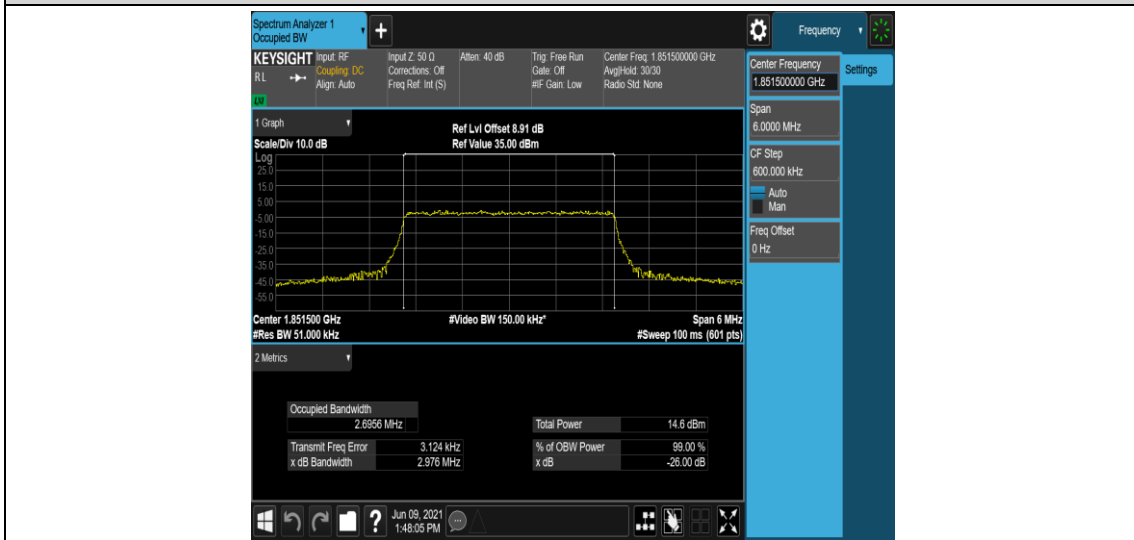 Spectrum Analyzer 1
Occupied BW
+
Frequency
KEYSIGHT
RL
LXI
Input: RF
Coupling: DC
Align: Auto
Input Z: 50 Ω
Corrections: Off
Freq Ref: Int (S)
Atten: 40 dB
Trig: Free Run
Gate: Off
#IF Gain: Low
Center Freq: 1.851500000 GHz
Avg|Hold: 30/30
Radio Std: None
Center Frequency
1.851500000 GHz
Settings
Span
6.0000 MHz
CF Step
600.000 kHz
Auto
Man
Freq Offset
0 Hz
1 Graph
Scale/Div 10.0 dB
Ref Lvl Offset 8.91 dB
Ref Value 35.00 dBm
Log
25.0
15.0
5.00
-5.00
-15.0
-25.0
-35.0
-45.0
-55.0
Center 1.851500 GHz
#Video BW 150.00 kHz*
Span 6 MHz
#Res BW 51.000 kHz
#Sweep 100 ms (601 pts)
2 Metrics
Occupied Bandwidth
2.6956 MHz
Total Power 14.6 dBm
Transmit Freq Error 3.124 kHz
% of OBW Power 99.00 %
x dB Bandwidth 2.976 MHz
x dB -26.00 dB
?
Jun 09, 2021
1:48:05 PM